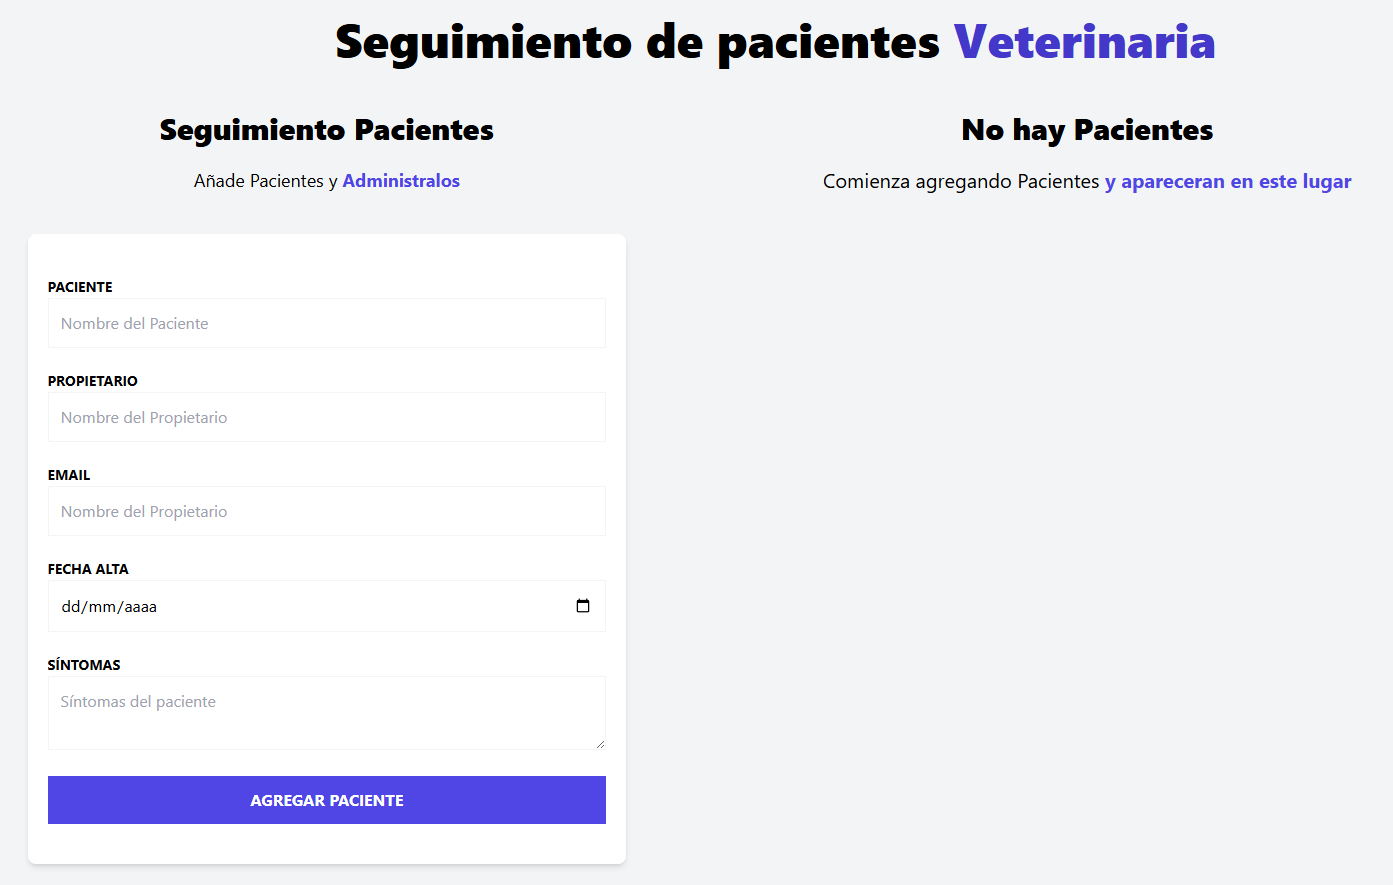 Seguimiento de pacientes Veterinaria
Seguimiento Pacientes
Añade Pacientes y Administralos
PACIENTE
Nombre del Paciente
PROPIETARIO
Nombre del Propietario
EMAIL
Nombre del Propietario
FECHA ALTA
dd/mm/aaaa
SÍNTOMAS
Síntomas del paciente
AGREGAR PACIENTE
No hay Pacientes
Comienza agregando Pacientes y apareceran en este lugar